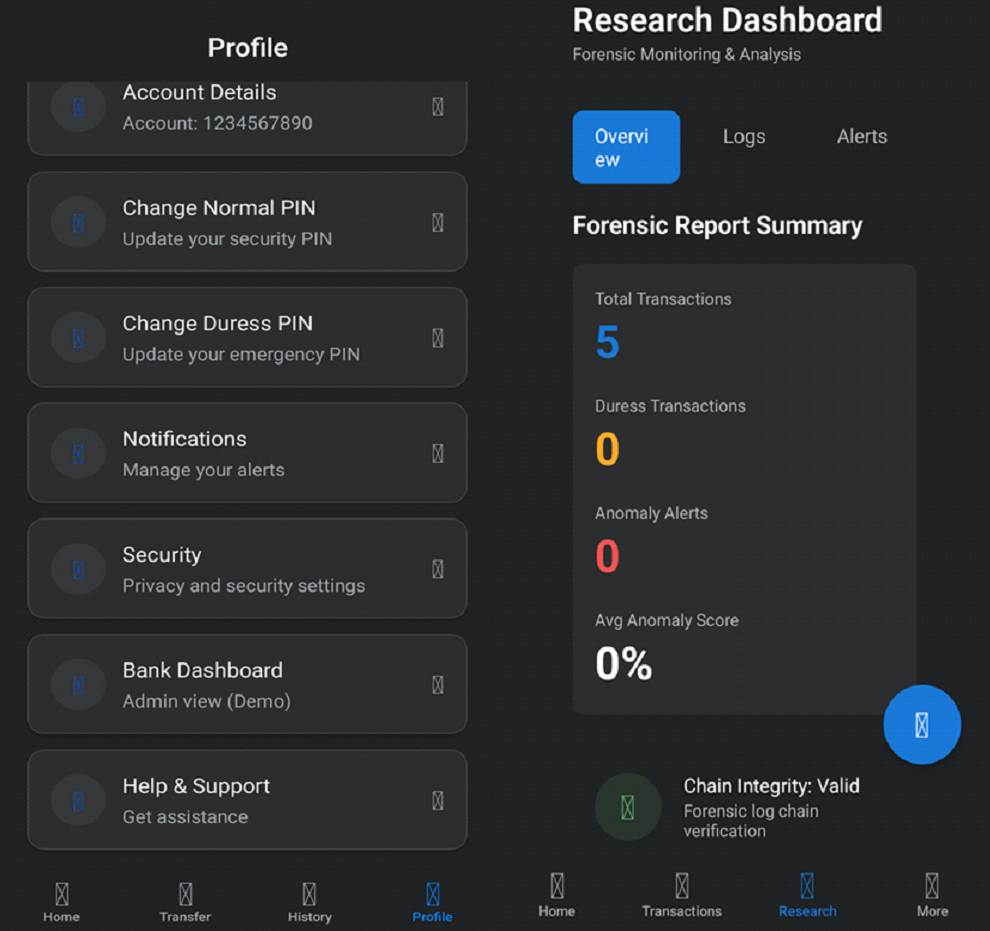 Profile
Account Details
Account: 1234567890
Change Normal PIN
Update your security PIN
Change Duress PIN
Update your emergency PIN
Notifications
Manage your alerts
Security
Privacy and security settings
Bank Dashboard
Admin view (Demo)
Help & Support
Get assistance
Home
Transfer
History
Profile
Research Dashboard
Forensic Monitoring & Analysis
Overvi
ew
Logs
Alerts
Forensic Report Summary
Total Transactions
5
Duress Transactions
0
Anomaly Alerts
0
Avg Anomaly Score
0%
Chain Integrity: Valid
Forensic log chain
verification
Home
Transactions
Research
More